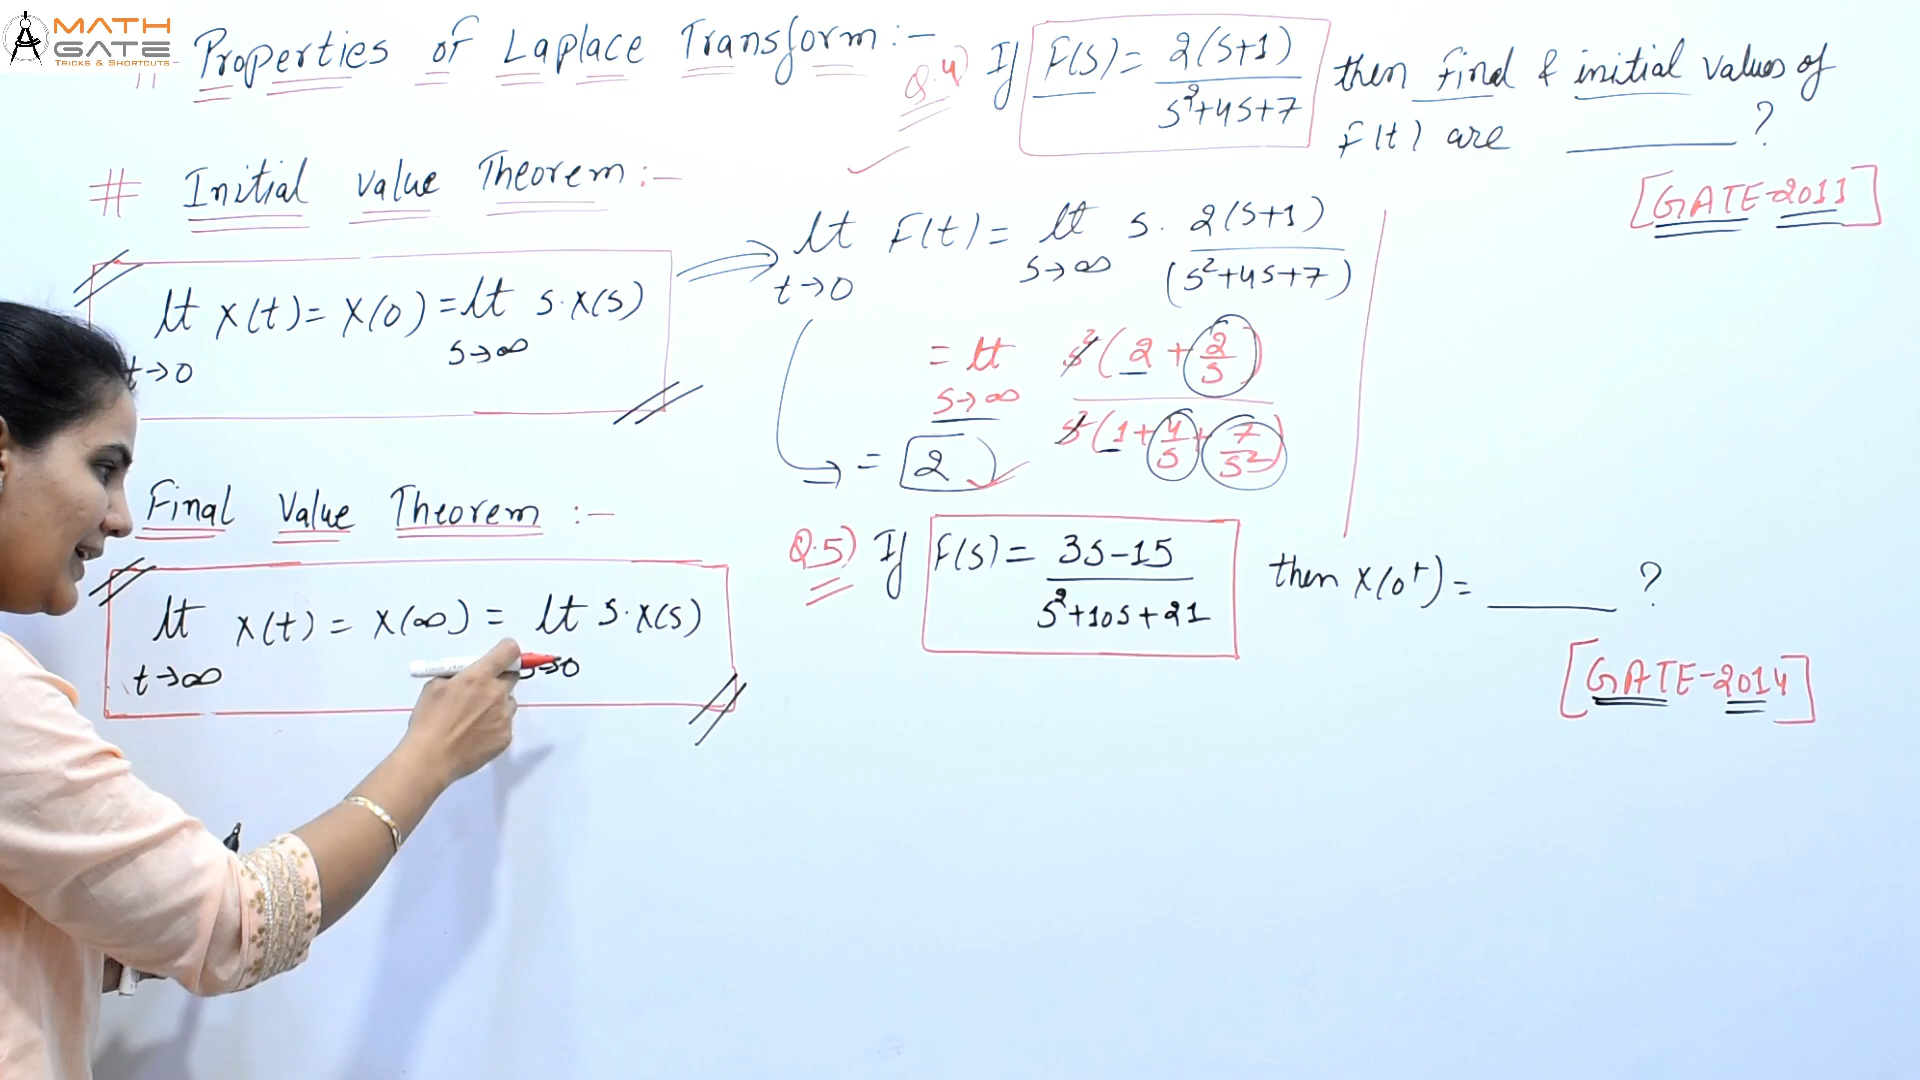 MATH
GATE
TRICKS & SHORTCUTS
Properties of Laplace Transform :-
# Initial value Theorem :-
lt x(t) = x(0) = lt s.x(s)
t→0 s→∞
Final Value Theorem :-
lt x(t) = x(∞) = lt s.x(s)
t→∞ s→0
Q.4) If F(s) = 2(s+1) / s²+4s+7 then final & initial values of
f(t) are ______ ?
[GATE-2011]
lt f(t) = lt s. 2(s+1) / (s²+4s+7)
t→0 s→∞
= lt s²(2 + 2/s) / s²(1 + 4/s + 7/s²)
s→∞
= 2
Q.5) If F(s) = 3s-15 / s²+10s+21 then x(0⁺) = ______ ?
[GATE-2014]